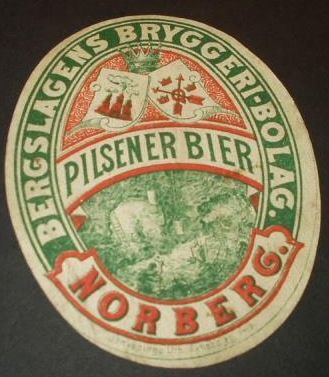 BERGSLAGENS BRYGGERI-BOLAG.
PILSENER BIER
NORBERG.